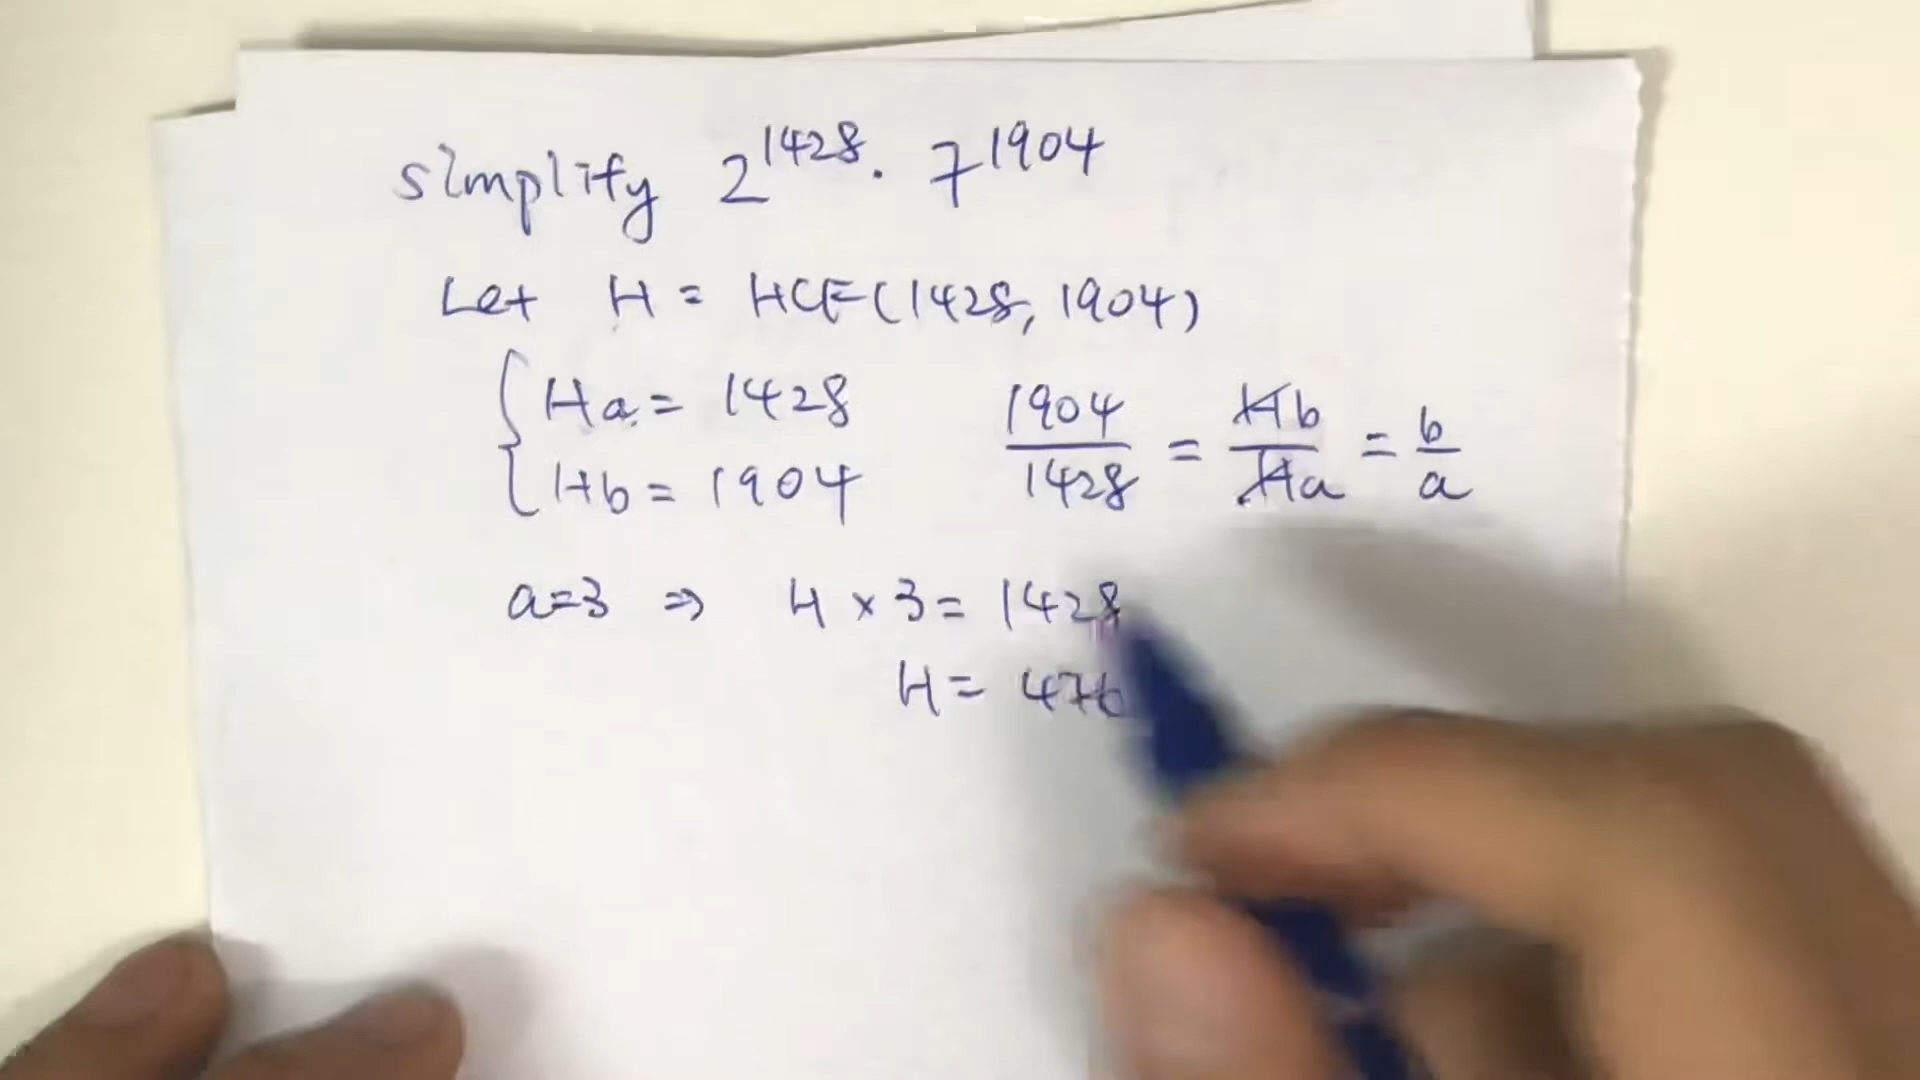 simplify 2^1428 · 7^1904
Let H = HCF(1428, 1904)
{ Ha = 1428
Hb = 1904
1904/1428 = Hb/Ha = b/a
a=3 ⇒ H × 3 = 1428
H = 476